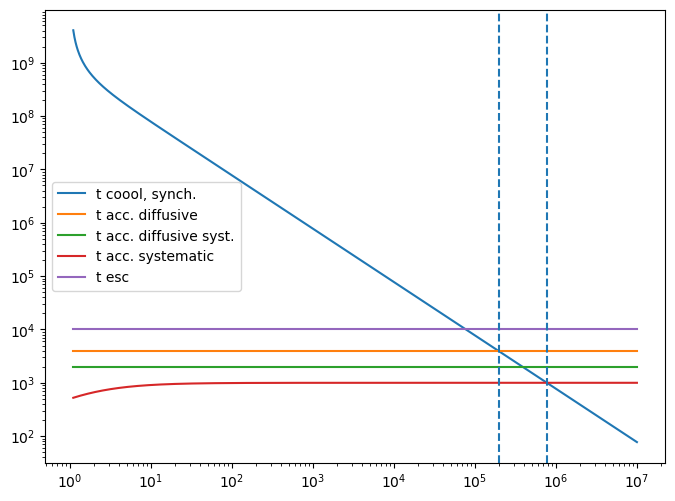 10⁹
10⁸
10⁷
10⁶
10⁵
10⁴
10³
10²
t coool, synch.
t acc. diffusive
t acc. diffusive syst.
t acc. systematic
t esc
10⁰ 10¹ 10² 10³ 10⁴ 10⁵ 10⁶ 10⁷